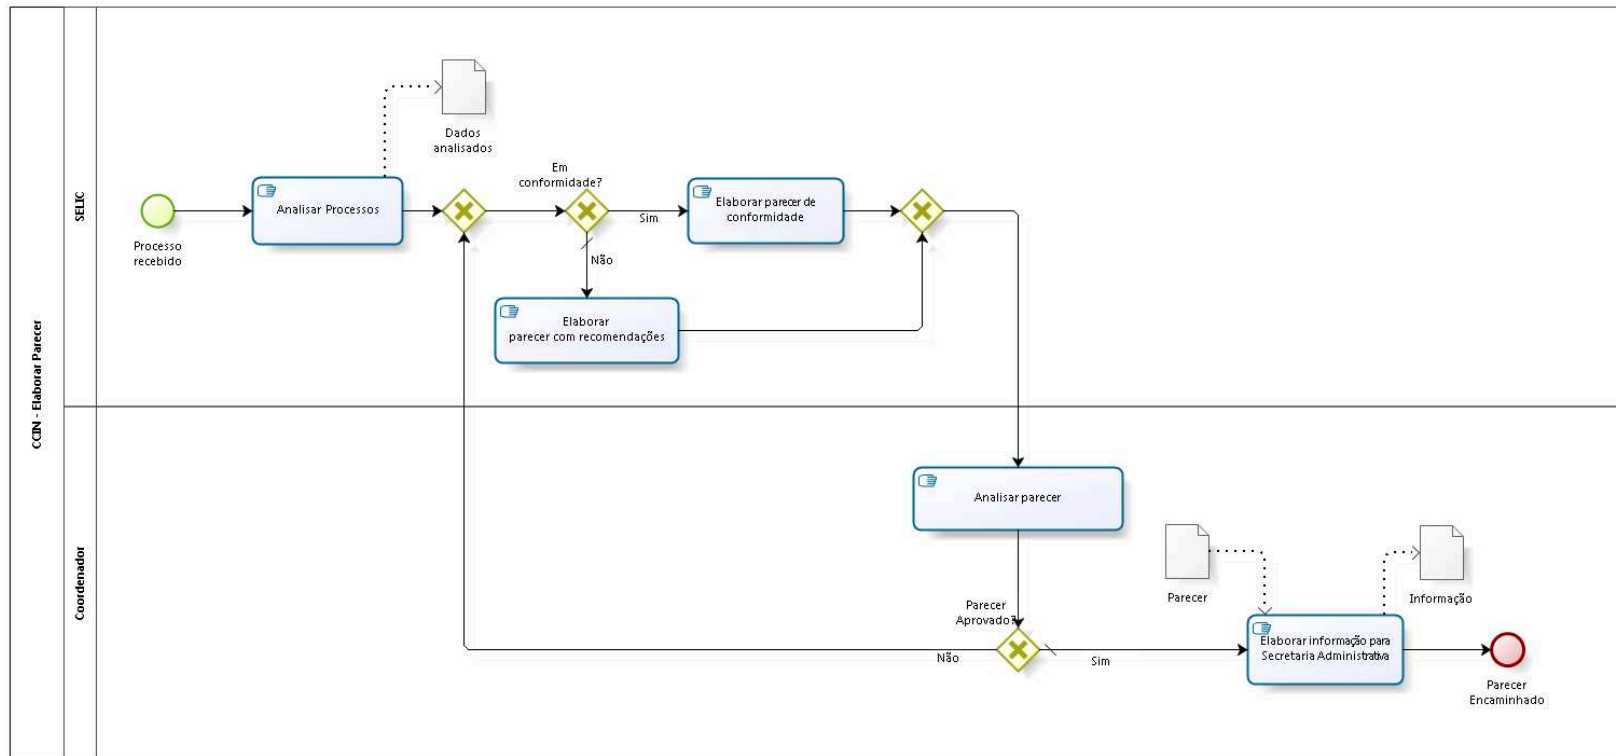 CCIN - Elaborar Parecer
SELIC
Processo
recebido
Analisar Processos
Dados
analisados
Em
conformidade?
Sim
Não
Elaborar parecer de
conformidade
Elaborar
parecer com recomendações
Coordenador
Analisar parecer
Parecer
Aprovado?
Não
Sim
Parecer
Elaborar informação para
Secretaria Administrativa
Informação
Parecer
Encaminhado